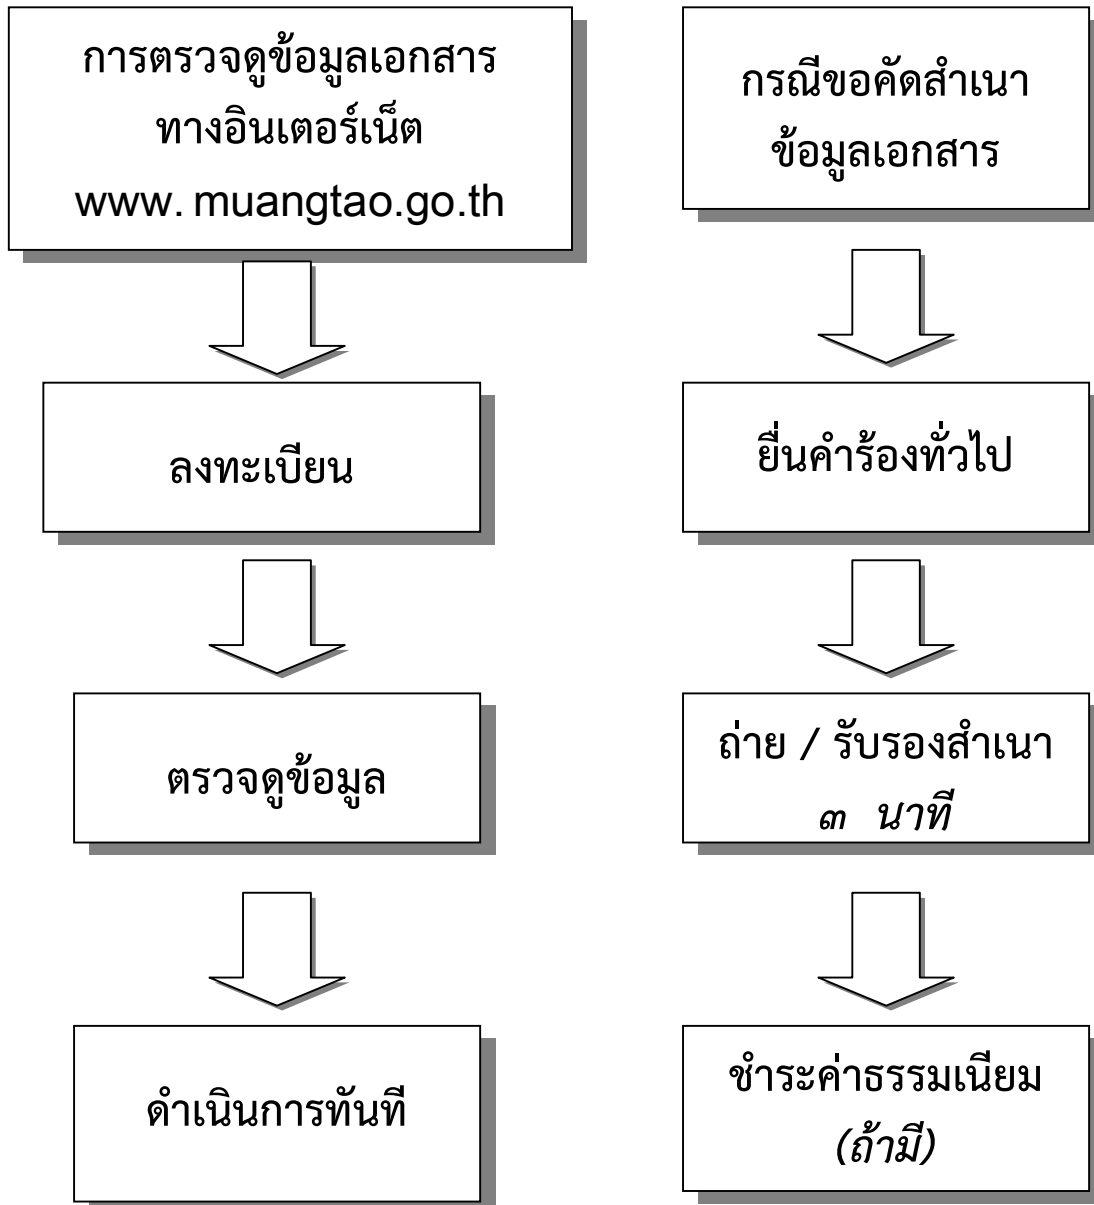 การตรวจดูข้อมูลเอกสาร
ทางอินเตอร์เน็ต
www. muangtao.go.th
ลงทะเบียน
ตรวจดูข้อมูล
ดำเนินการทันที
กรณีขอคัดสำเนา
ข้อมูลเอกสาร
ยื่นคำร้องทั่วไป
ถ่าย / รับรองสำเนา
๓ นาที
ชำระค่าธรรมเนียม
(ถ้ามี)